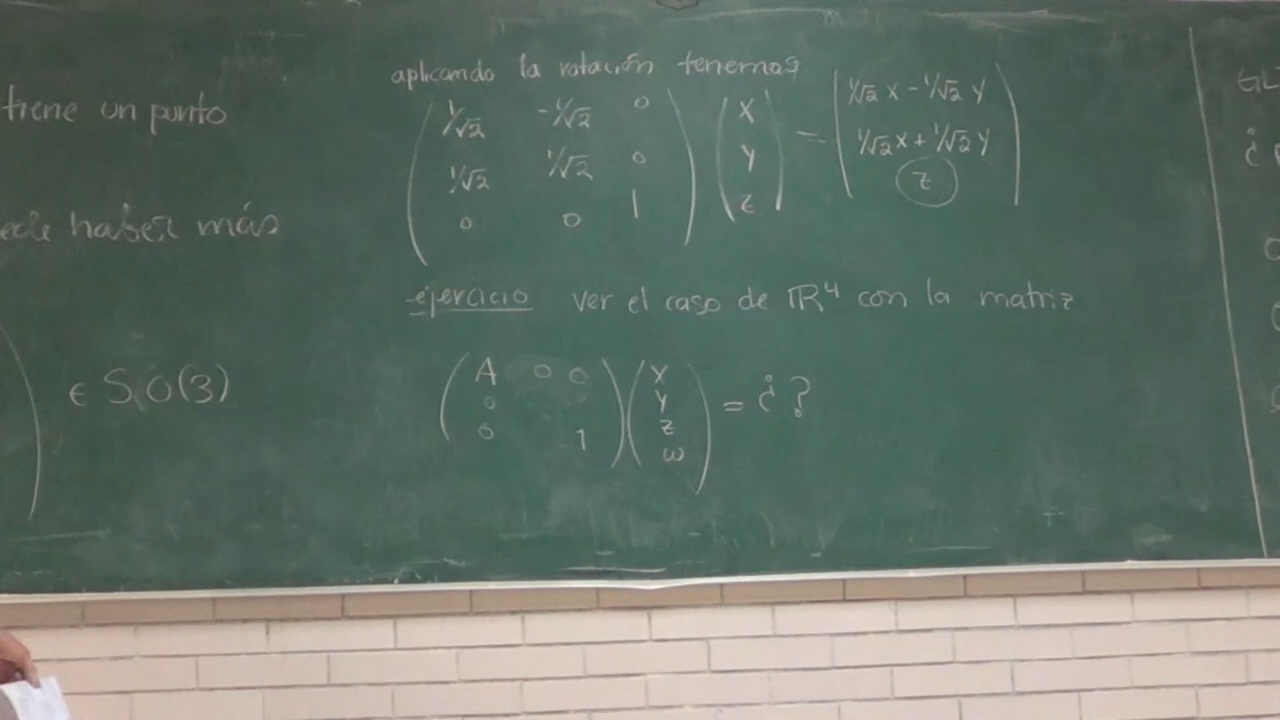 tiene un punto
haber más
∈ SO(3)
aplicando la rotación tenemos
1/√2 -1/√2 0 x 1/√2 x - 1/√2 y
1/√2 1/√2 0 y = 1/√2 x + 1/√2 y
0 0 1 z z
ejercicio ver el caso de ℝ⁴ con la matriz
A 0 0 x
0 y = ¿?
0 1 z
ω